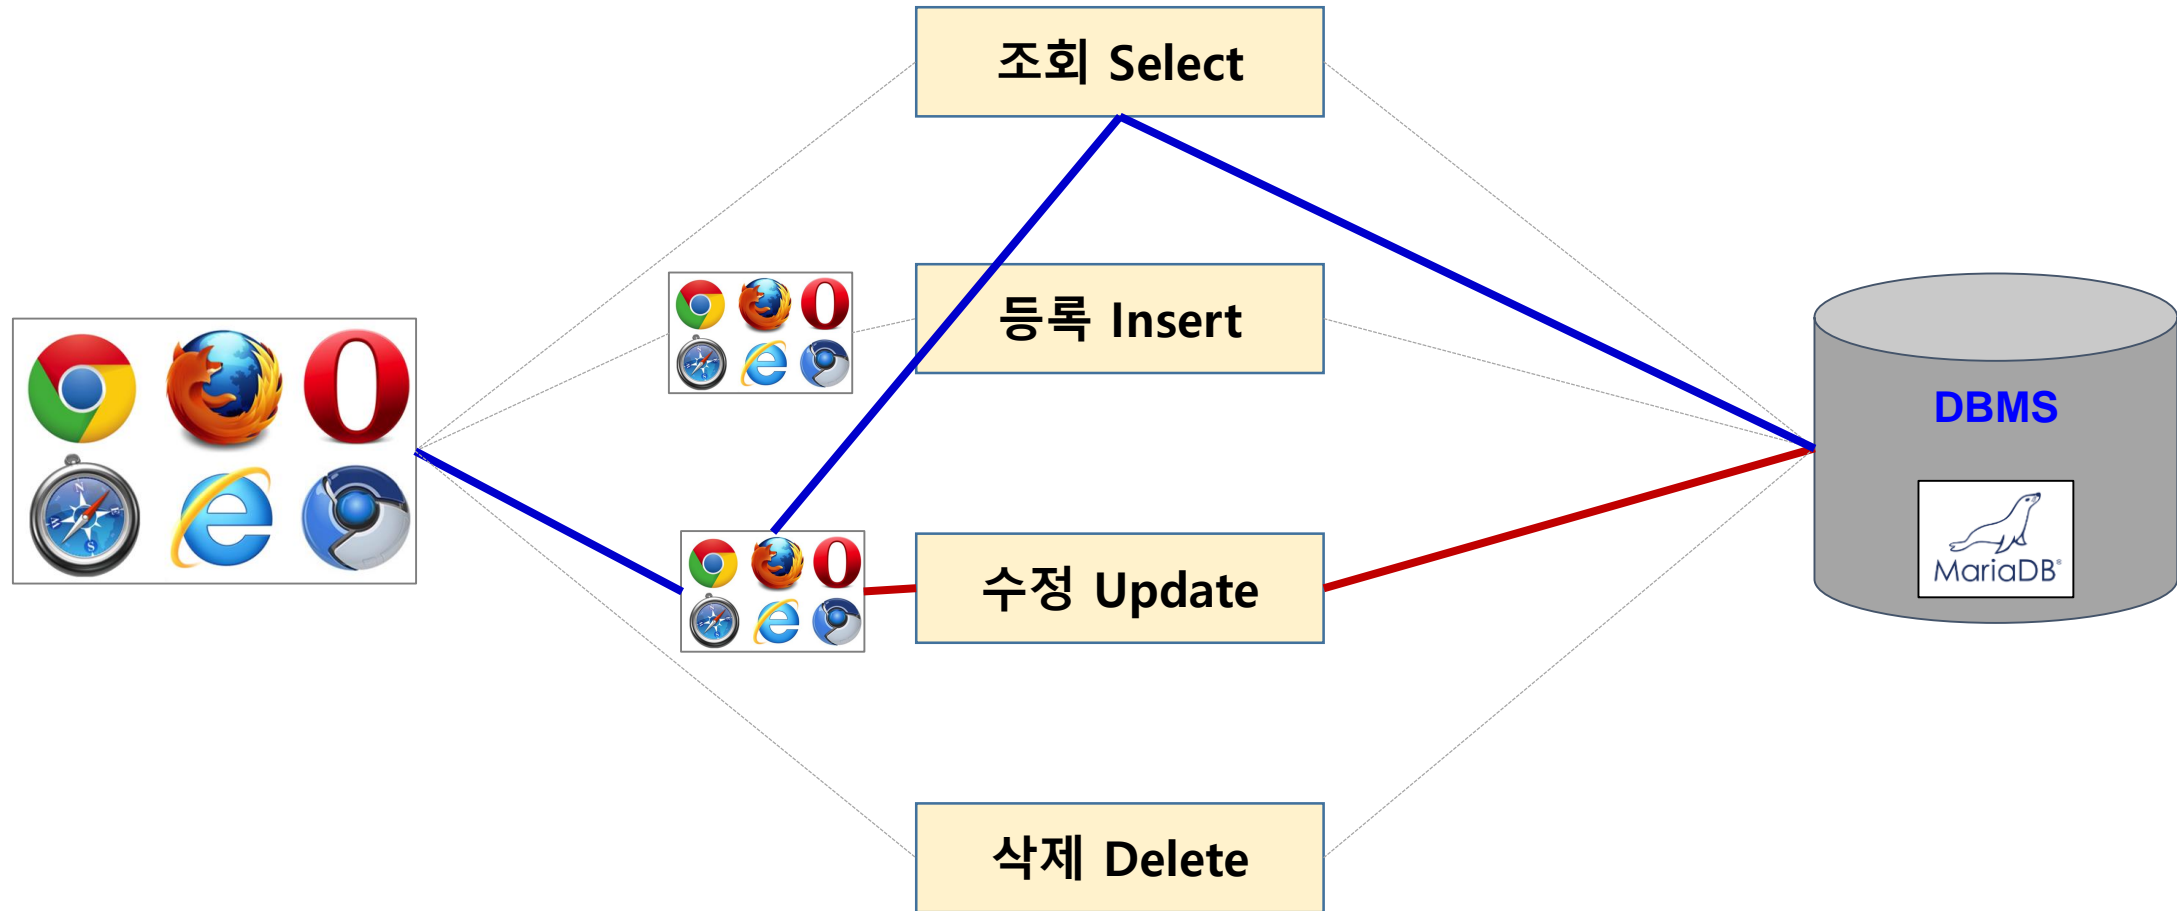 조회 Select
등록 Insert
수정 Update
삭제 Delete
DBMS
MariaDB®